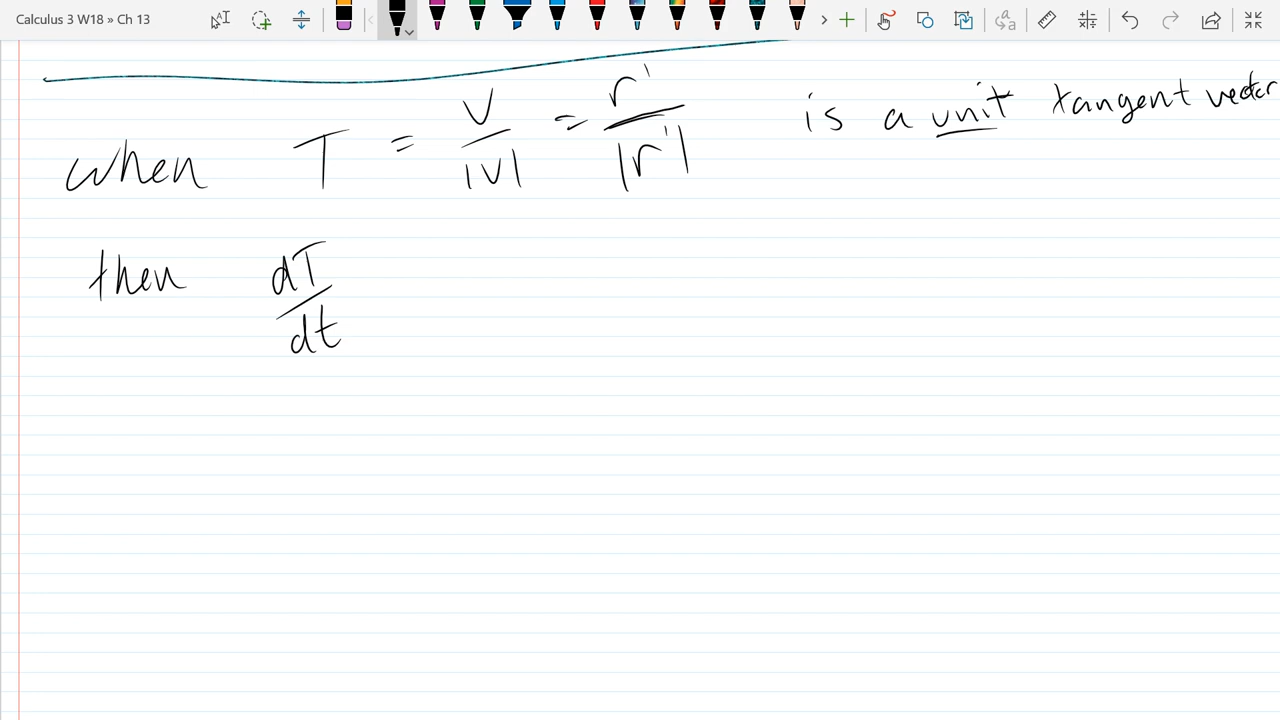 Calculus 3 W18 » Ch 13
when T = v/|v| = r'/|r'| is a unit tangent vector
then dT/dt